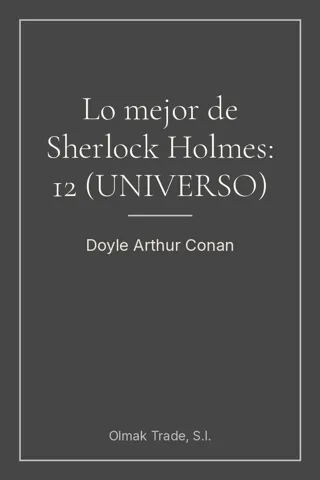 Lo mejor de
Sherlock Holmes:
12 (UNIVERSO)
Doyle Arthur Conan
Olmak Trade, S.l.